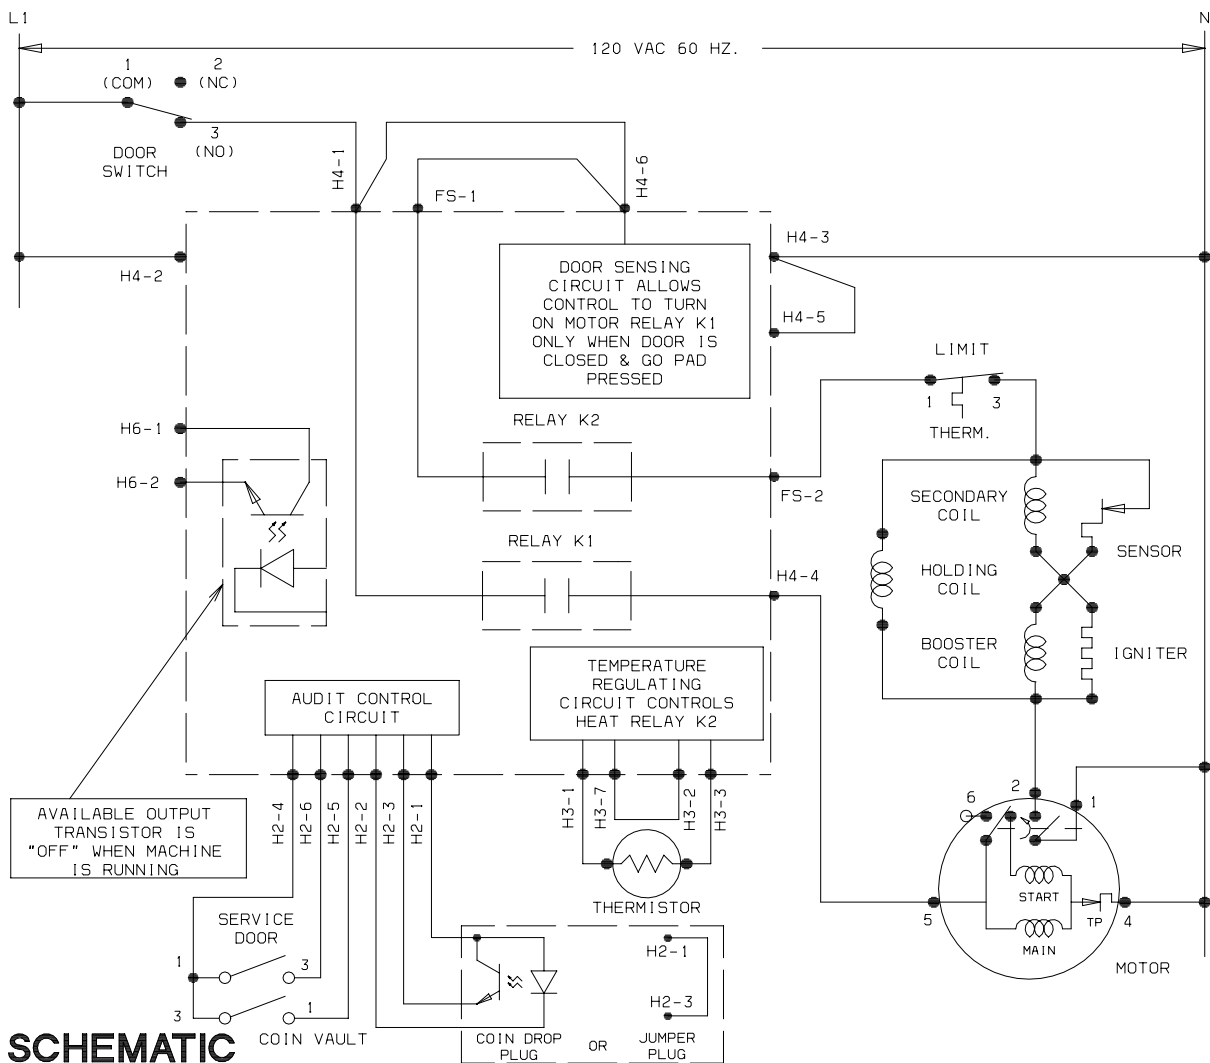 L1
N
120 VAC 60 HZ.
1
(COM)
2
(NC)
3
(NO)
DOOR
SWITCH
H4-1
FS-1
H4-6
H4-2
H4-3
H4-5
DOOR SENSING
CIRCUIT ALLOWS
CONTROL TO TURN
ON MOTOR RELAY K1
ONLY WHEN DOOR IS
CLOSED & GO PAD
PRESSED
LIMIT
1
3
THERM.
H6-1
H6-2
RELAY K2
FS-2
RELAY K1
H4-4
SECONDARY
COIL
SENSOR
HOLDING
COIL
BOOSTER
COIL
IGNITER
AUDIT CONTROL
CIRCUIT
TEMPERATURE
REGULATING
CIRCUIT CONTROLS
HEAT RELAY K2
AVAILABLE OUTPUT
TRANSISTOR IS
"OFF" WHEN MACHINE
IS RUNNING
H2-4
H2-6
H2-5
H2-2
H2-3
H2-1
H3-1
H3-7
H3-2
H3-3
THERMISTOR
6
2
1
START
MAIN
TP
5
4
MOTOR
SERVICE
DOOR
1
3
3
1
COIN VAULT
H2-1
H2-3
COIN DROP
PLUG
OR
JUMPER
PLUG
SCHEMATIC